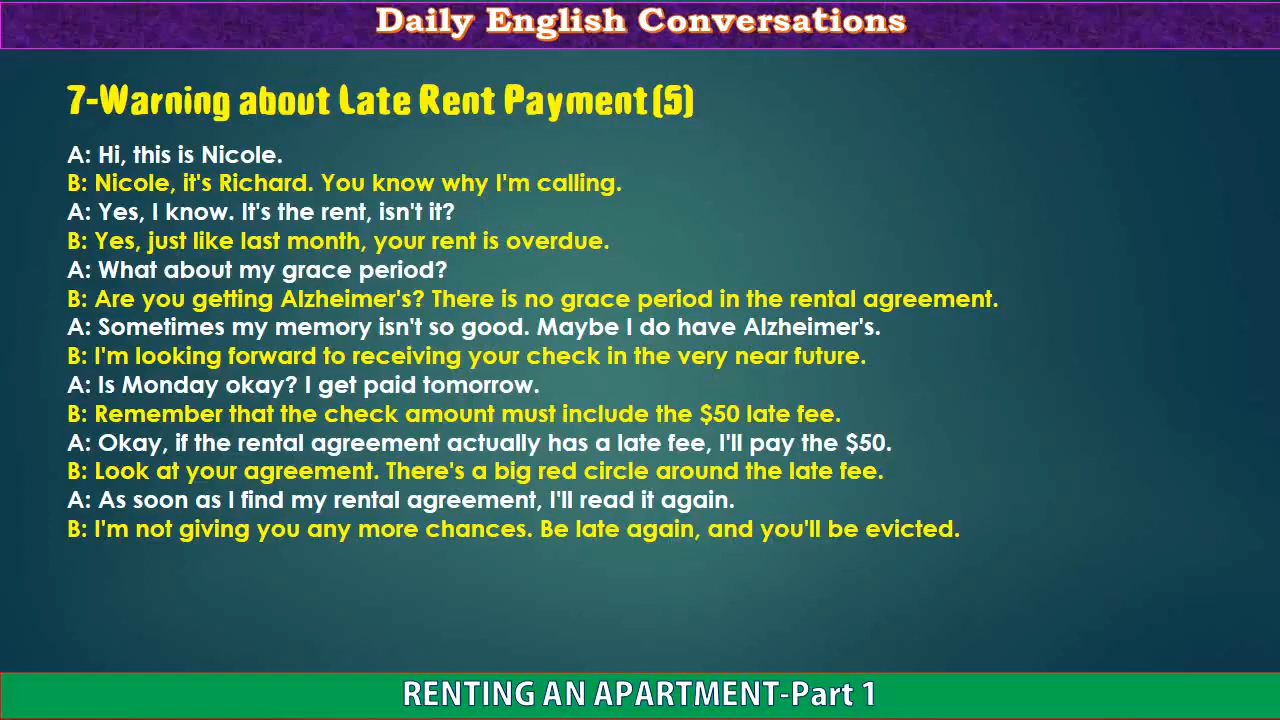 Daily English Conversations
7-Warning about Late Rent Payment(5)
A: Hi, this is Nicole.
B: Nicole, it's Richard. You know why I'm calling.
A: Yes, I know. It's the rent, isn't it?
B: Yes, just like last month, your rent is overdue.
A: What about my grace period?
B: Are you getting Alzheimer's? There is no grace period in the rental agreement.
A: Sometimes my memory isn't so good. Maybe I do have Alzheimer's.
B: I'm looking forward to receiving your check in the very near future.
A: Is Monday okay? I get paid tomorrow.
B: Remember that the check amount must include the $50 late fee.
A: Okay, if the rental agreement actually has a late fee, I'll pay the $50.
B: Look at your agreement. There's a big red circle around the late fee.
A: As soon as I find my rental agreement, I'll read it again.
B: I'm not giving you any more chances. Be late again, and you'll be evicted.
RENTING AN APARTMENT-Part 1